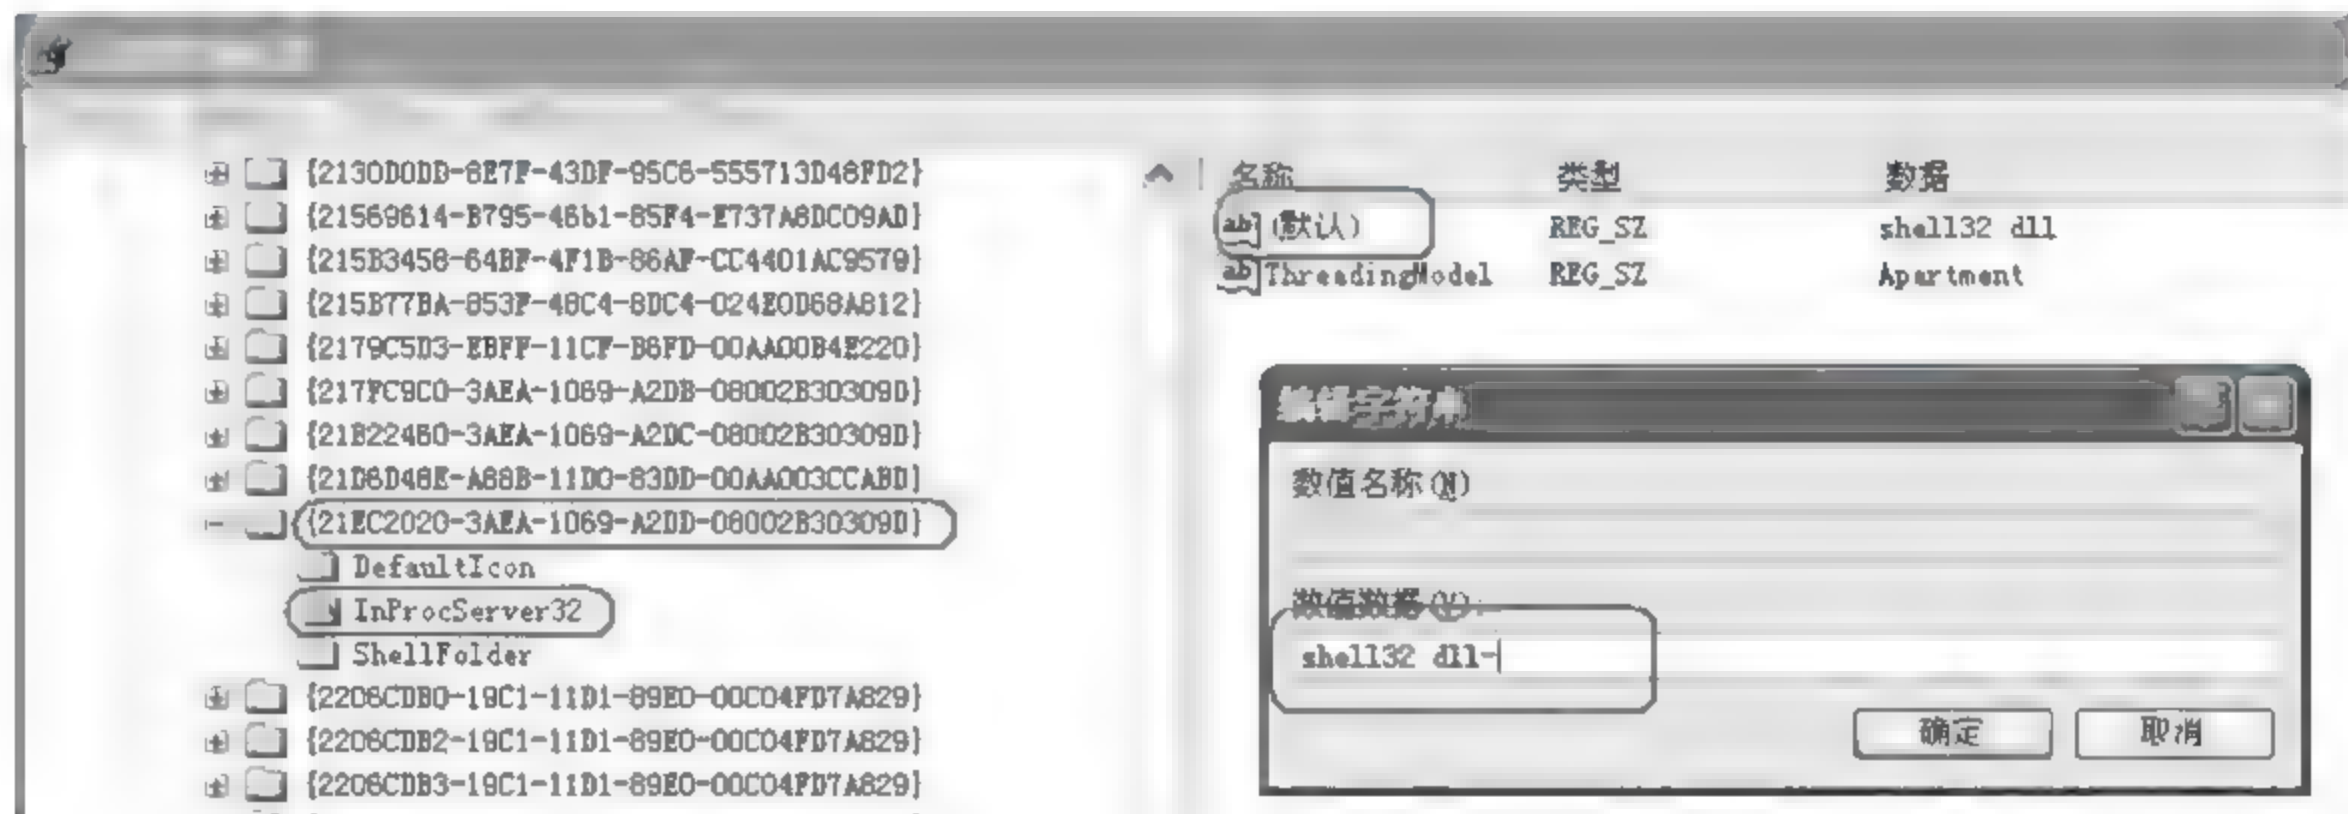 {2130D0DB-8E7F-43DF-95C6-555713D48FD2}
{21569614-B795-46b1-85F4-E737A8DC09AD}
{215B3458-64BF-4F1B-86AF-CC4401AC9579}
{215B77BA-853F-48C4-8DC4-024E0D68A812}
{2179C5D3-EBFF-11CF-B6FD-00AA00B4E220}
{217FC9C0-3AEA-1069-A2DB-08002B30309D}
{21B22460-3AEA-1069-A2DC-08002B30309D}
{21D6D48E-A88B-11D0-83DD-00AA003CCABD}
{21EC2020-3AEA-1069-A2DD-08002B30309D}
DefaultIcon
InProcServer32
ShellFolder
{2206CDB0-19C1-11D1-89E0-00C04FD7A829}
{2206CDB2-19C1-11D1-89E0-00C04FD7A829}
{2206CDB3-19C1-11D1-89E0-00C04FD7A829}
名称 类型 数据
ab (默认) REG_SZ shell32 dll
ab ThreadingModel REG_SZ Apartment
编辑字符串
数值名称(N)
数值数据(V):
shell32 dll-
确定 取消